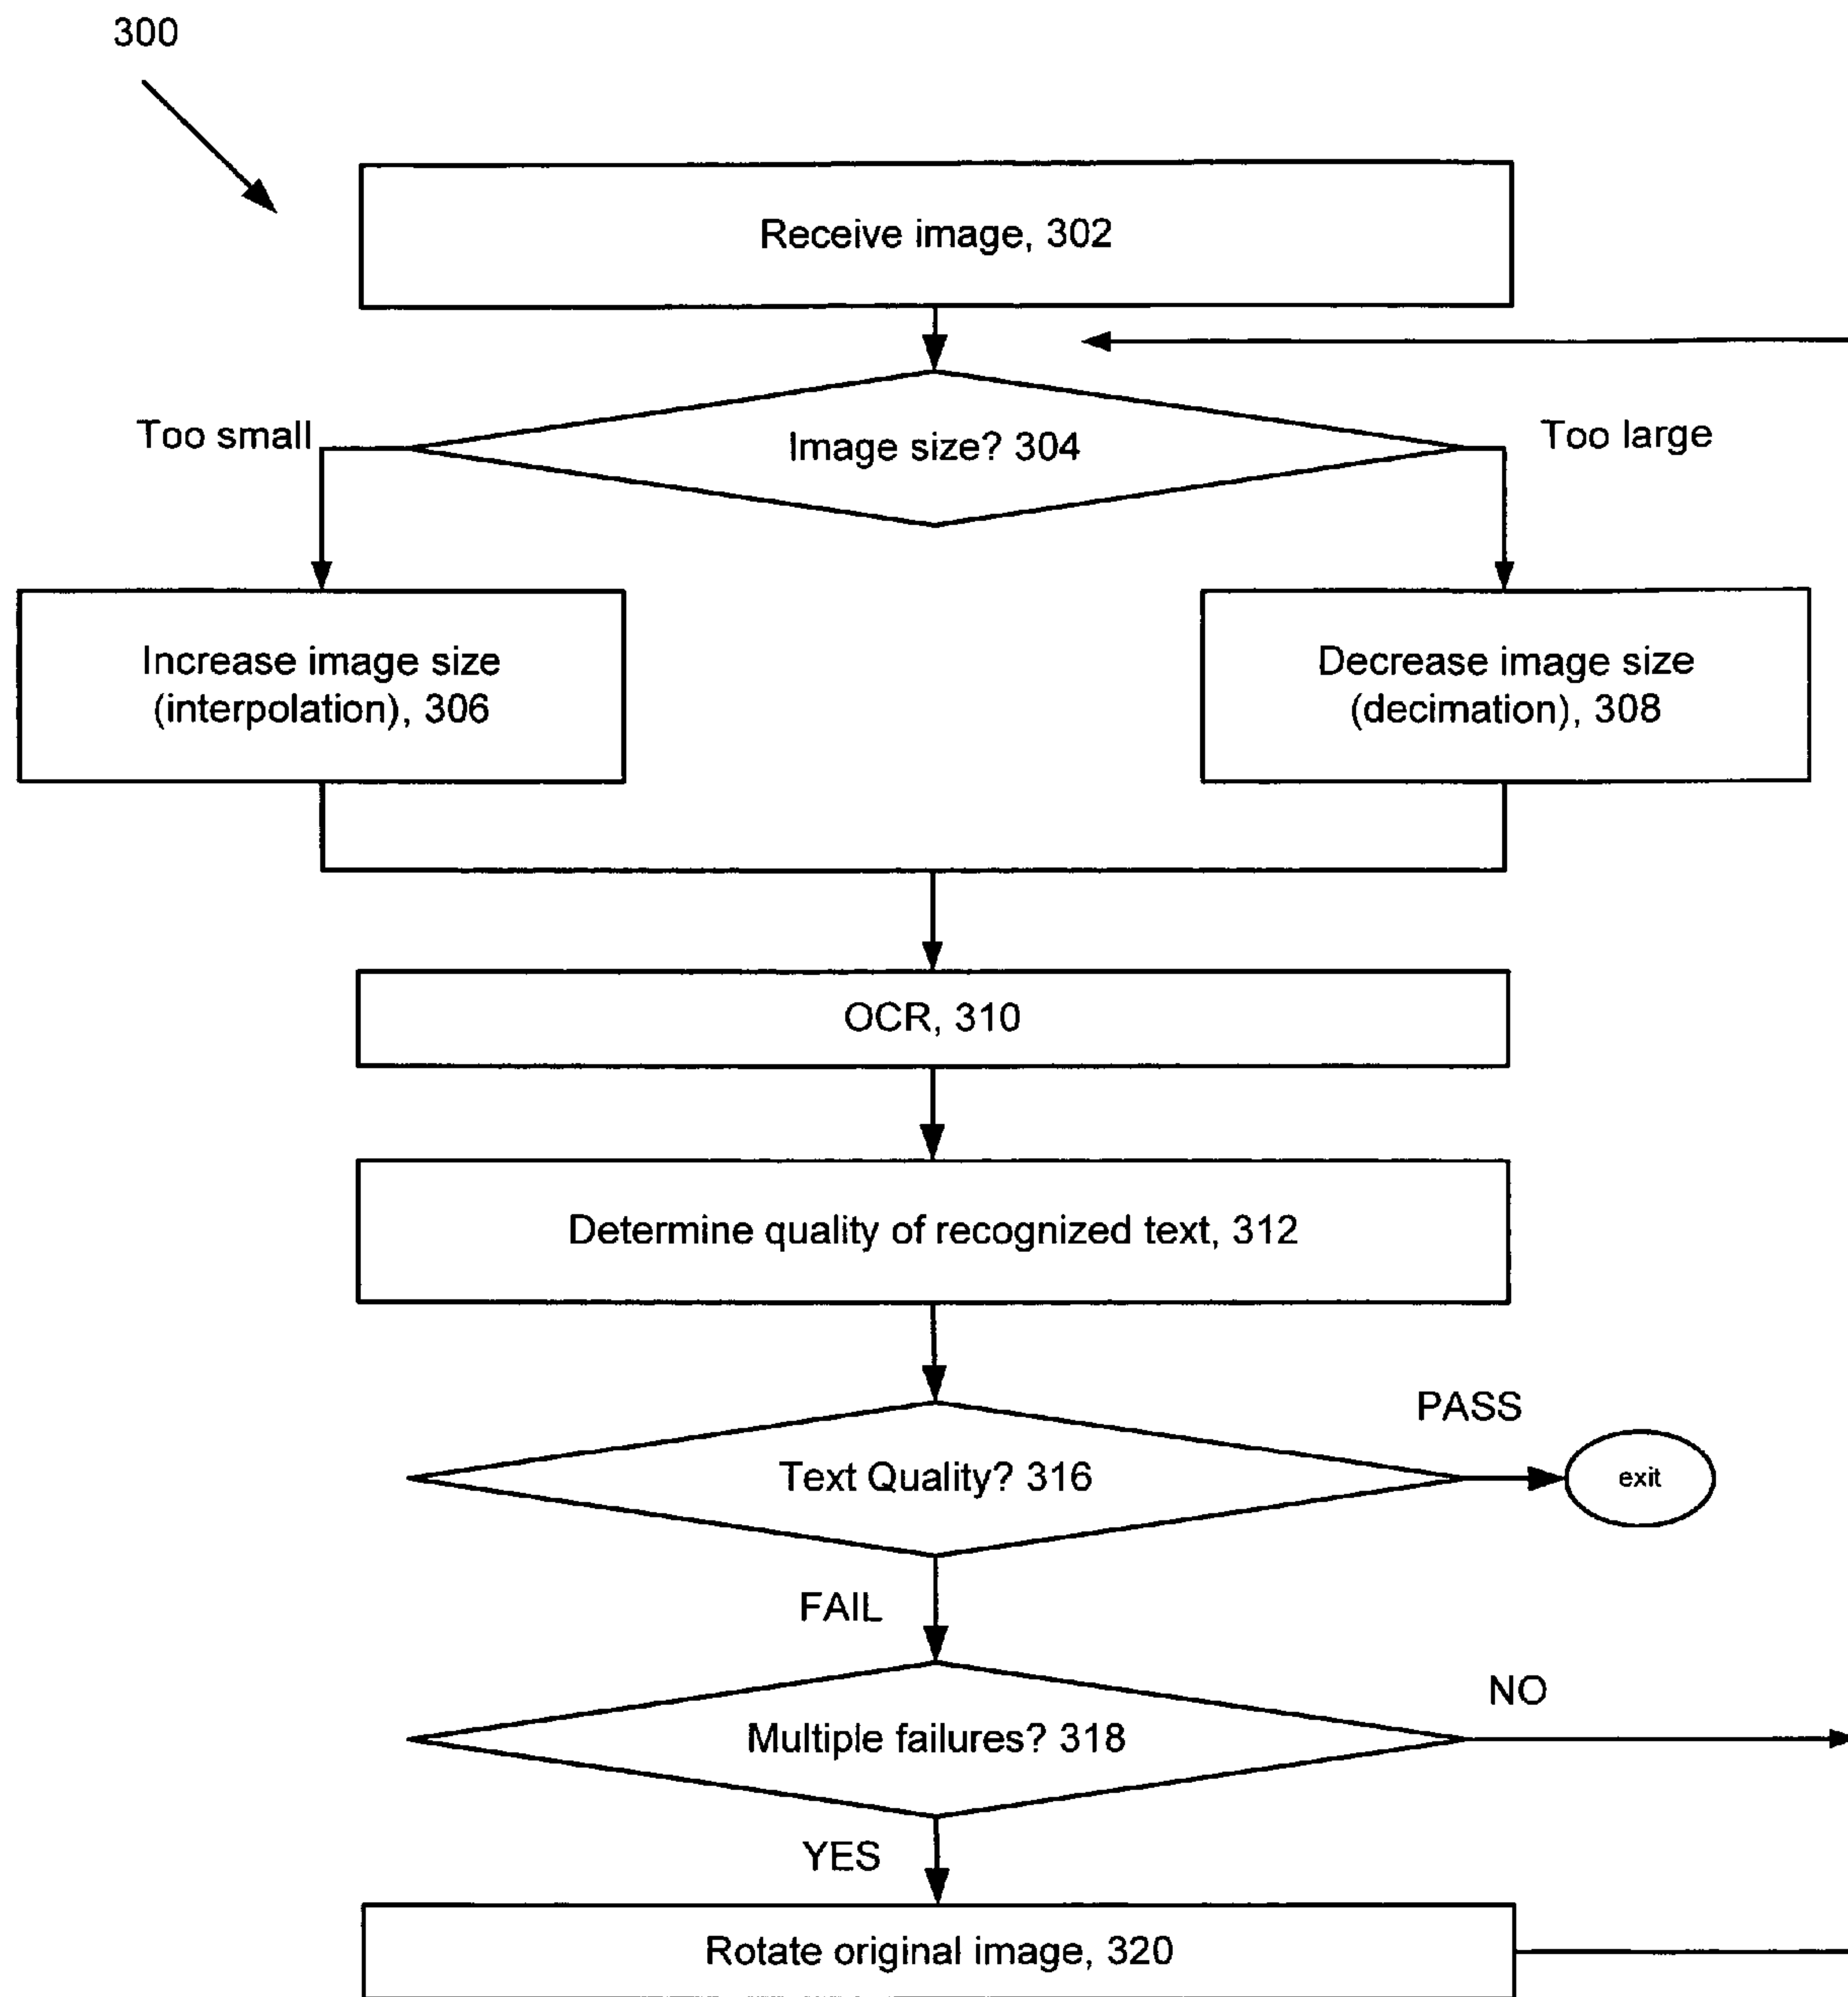 300
Receive image, 302
Too small
Image size? 304
Too large
Increase image size
(interpolation), 306
Decrease image size
(decimation), 308
OCR, 310
Determine quality of recognized text, 312
PASS
Text Quality? 316
exit
FAIL
NO
Multiple failures? 318
YES
Rotate original image, 320